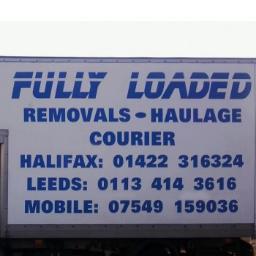 FULLY LOADED
REMOVALS - HAULAGE
COURIER
HALIFAX: 01422 316324
LEEDS: 0113 414 3616
MOBILE: 07549 159036